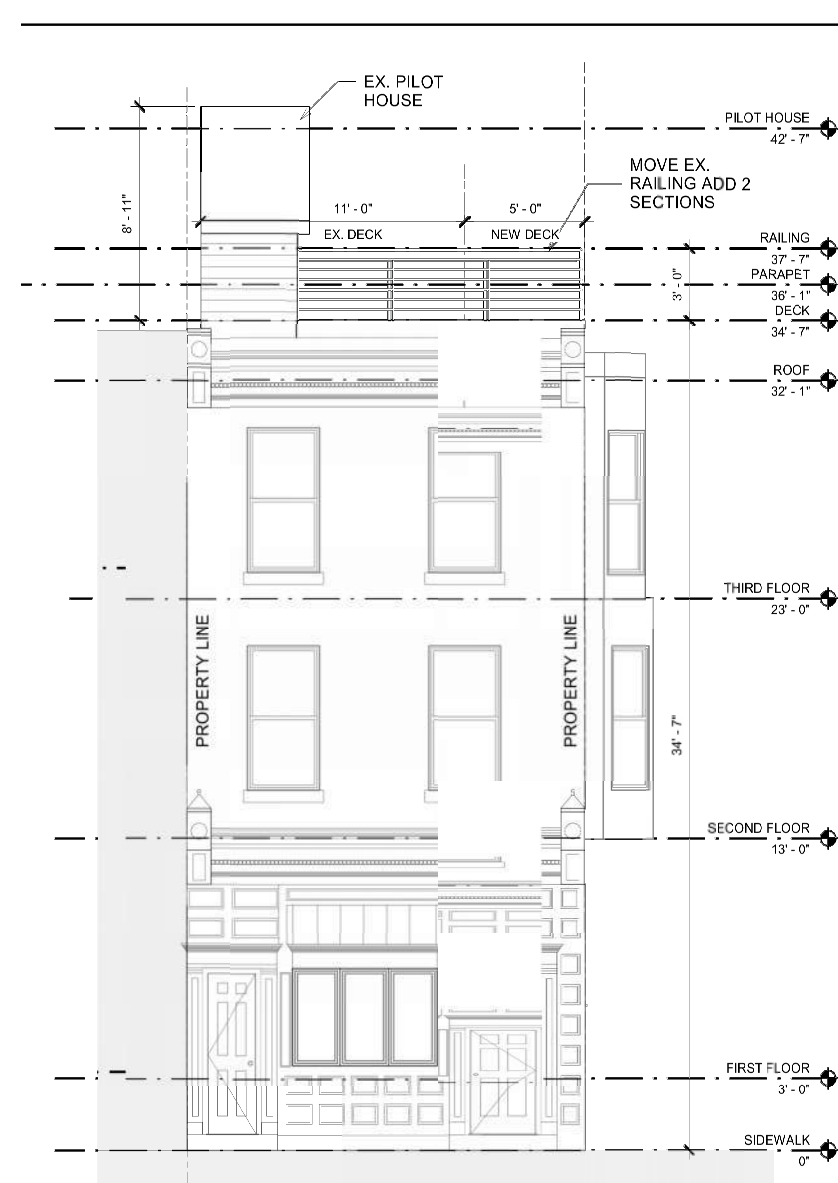 EX. PILOT
HOUSE
PILOT HOUSE
42' - 7"
MOVE EX.
RAILING ADD 2
SECTIONS
8' - 11"
11' - 0"
5' - 0"
EX. DECK
NEW DECK
RAILING
37' - 7"
PARAPET
36' - 1"
3' - 0"
DECK
34' - 7"
ROOF
32' - 1"
THIRD FLOOR
23' - 0"
PROPERTY LINE
PROPERTY LINE
34' - 7"
SECOND FLOOR
13' - 0"
FIRST FLOOR
3' - 0"
SIDEWALK
0"